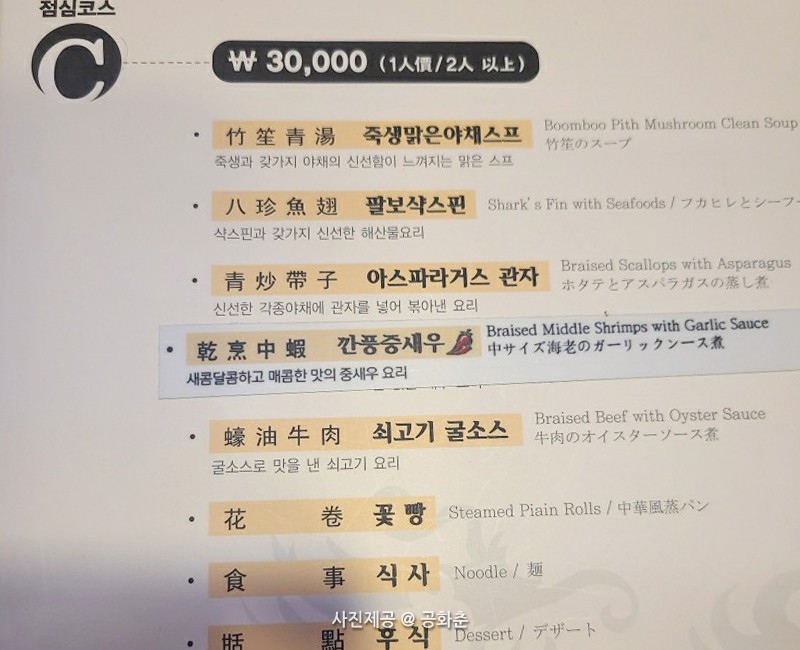 점심코스
C ₩ 30,000 (1人價/2人 以上)
• 竹笙青湯 죽생맑은야채스프 Boomboo Pith Mushroom Clean Soup
竹笙のスープ
죽생과 갖가지 야채의 신선함이 느껴지는 맑은 스프
• 八珍魚翅 팔보샥스핀 Shark's Fin with Seafoods / フカヒレとシーフー
샥스핀과 갖가지 신선한 해산물요리
• 青炒帶子 아스파라거스 관자 Braised Scallops with Asparagus
ホタテとアスパラガスの蒸し煮
신선한 각종야채에 관자를 넣어 볶아낸 요리
• 乾烹中蝦 깐풍중새우 Braised Middle Shrimps with Garlic Sauce
中サイズ海老のガーリックソース煮
새콤달콤하고 매콤한 맛의 중새우 요리
• 蠔油牛肉 쇠고기 굴소스 Braised Beef with Oyster Sauce
牛肉のオイスターソース煮
굴소스로 맛을 낸 쇠고기 요리
• 花卷 꽃빵 Steamed Piain Rolls / 中華風蒸パン
• 食事 식사 Noodle / 麺
• 點 후식 Dessert / デザート
사진제공 @ 공화춘